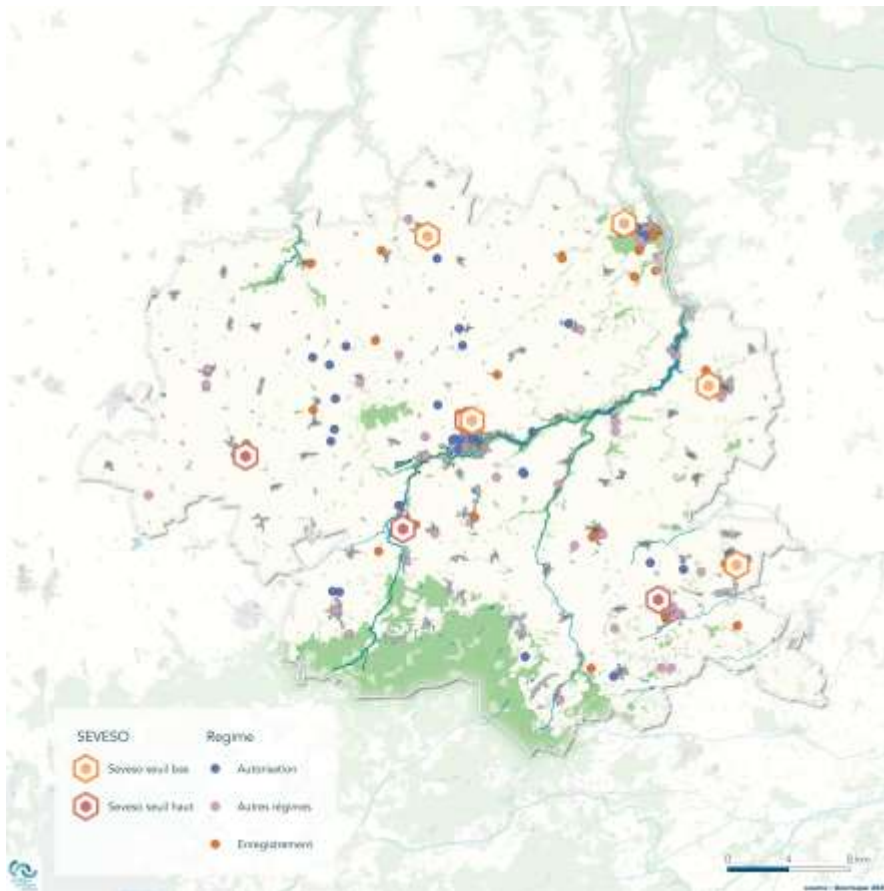 SEVESO
Regime
Seveso seuil bas
Autorisation
Seveso seuil haut
Autres régimes
Enregistrement
0 4 8 km